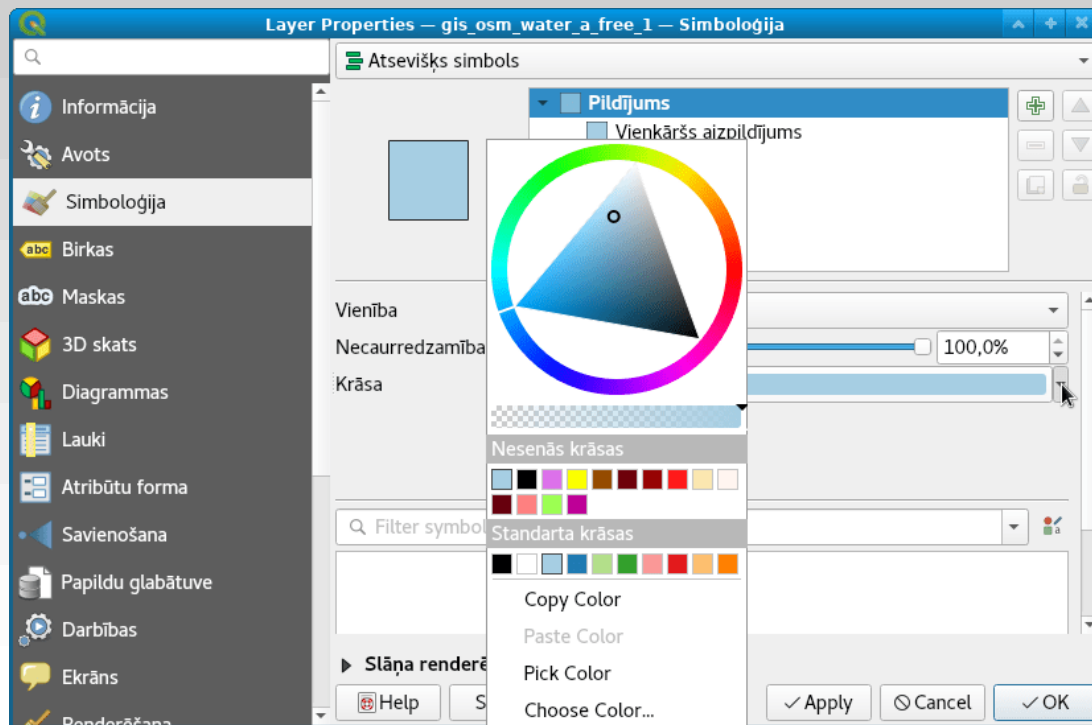 Layer Properties — gis_osm_water_a_free_1 — Simboloģija
Atsevišķs simbols
Informācija
Avots
Simboloģija
Birkas
Maskas
3D skats
Diagrammas
Lauki
Atribūtu forma
Savienošana
Papildu glabātuve
Darbības
Ekrāns
Renderēšana
Pildījums
Vienkāršs aizpildījums
Vienība
Necaurredzamība
100,0%
Krāsa
Nesenās krāsas
Filter symbol
Standarta krāsas
Copy Color
Paste Color
Pick Color
Choose Color...
Slāņa renderē
Help
S
Apply
Cancel
OK
abc
abc